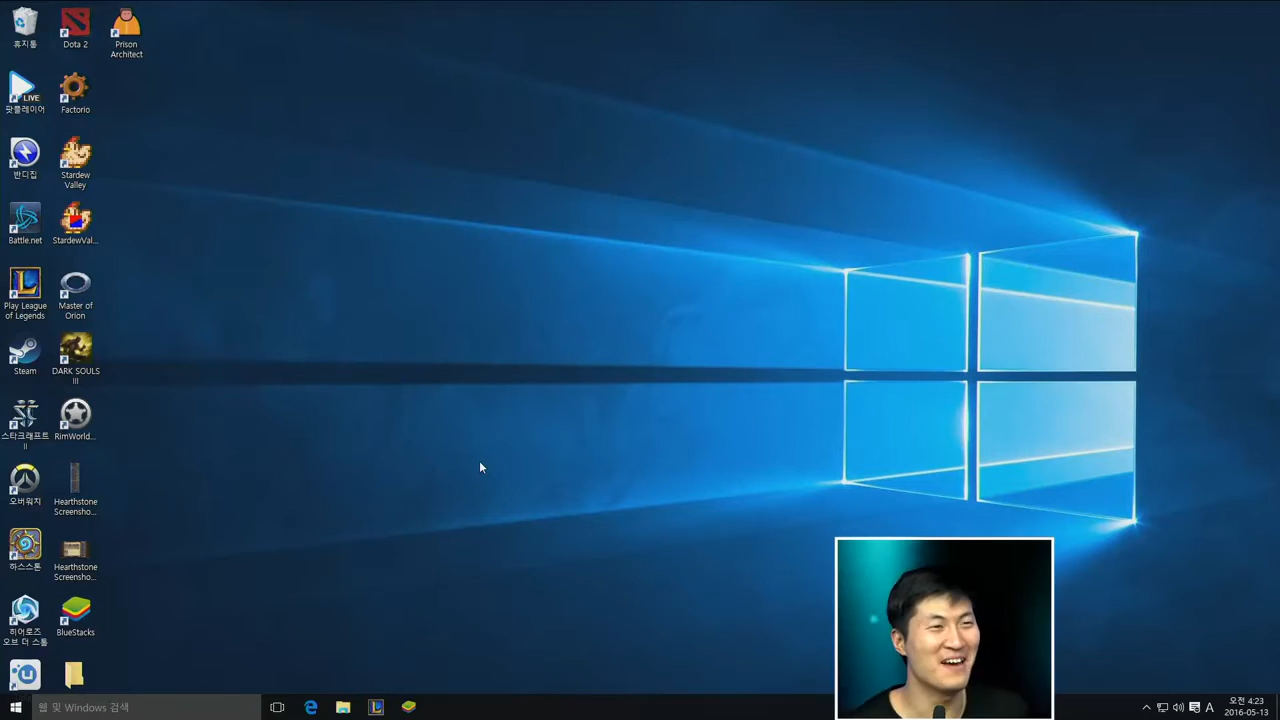 휴지통
Dota 2
Prison
Architect
LIVE
팟플레이어
Factorio
반디집
Stardew
Valley
Battle.net
StardewVal...
Play League
of Legends
Master of
Orion
Steam
DARK SOULS
III
스타크래프트
II
RimWorld...
오버워치
Hearthstone
Screensho...
하스스톤
Hearthstone
Screensho...
히어로즈
오브 더 스톰
BlueStacks
웹 및 Windows 검색
A
오전 4:23
2016-05-13